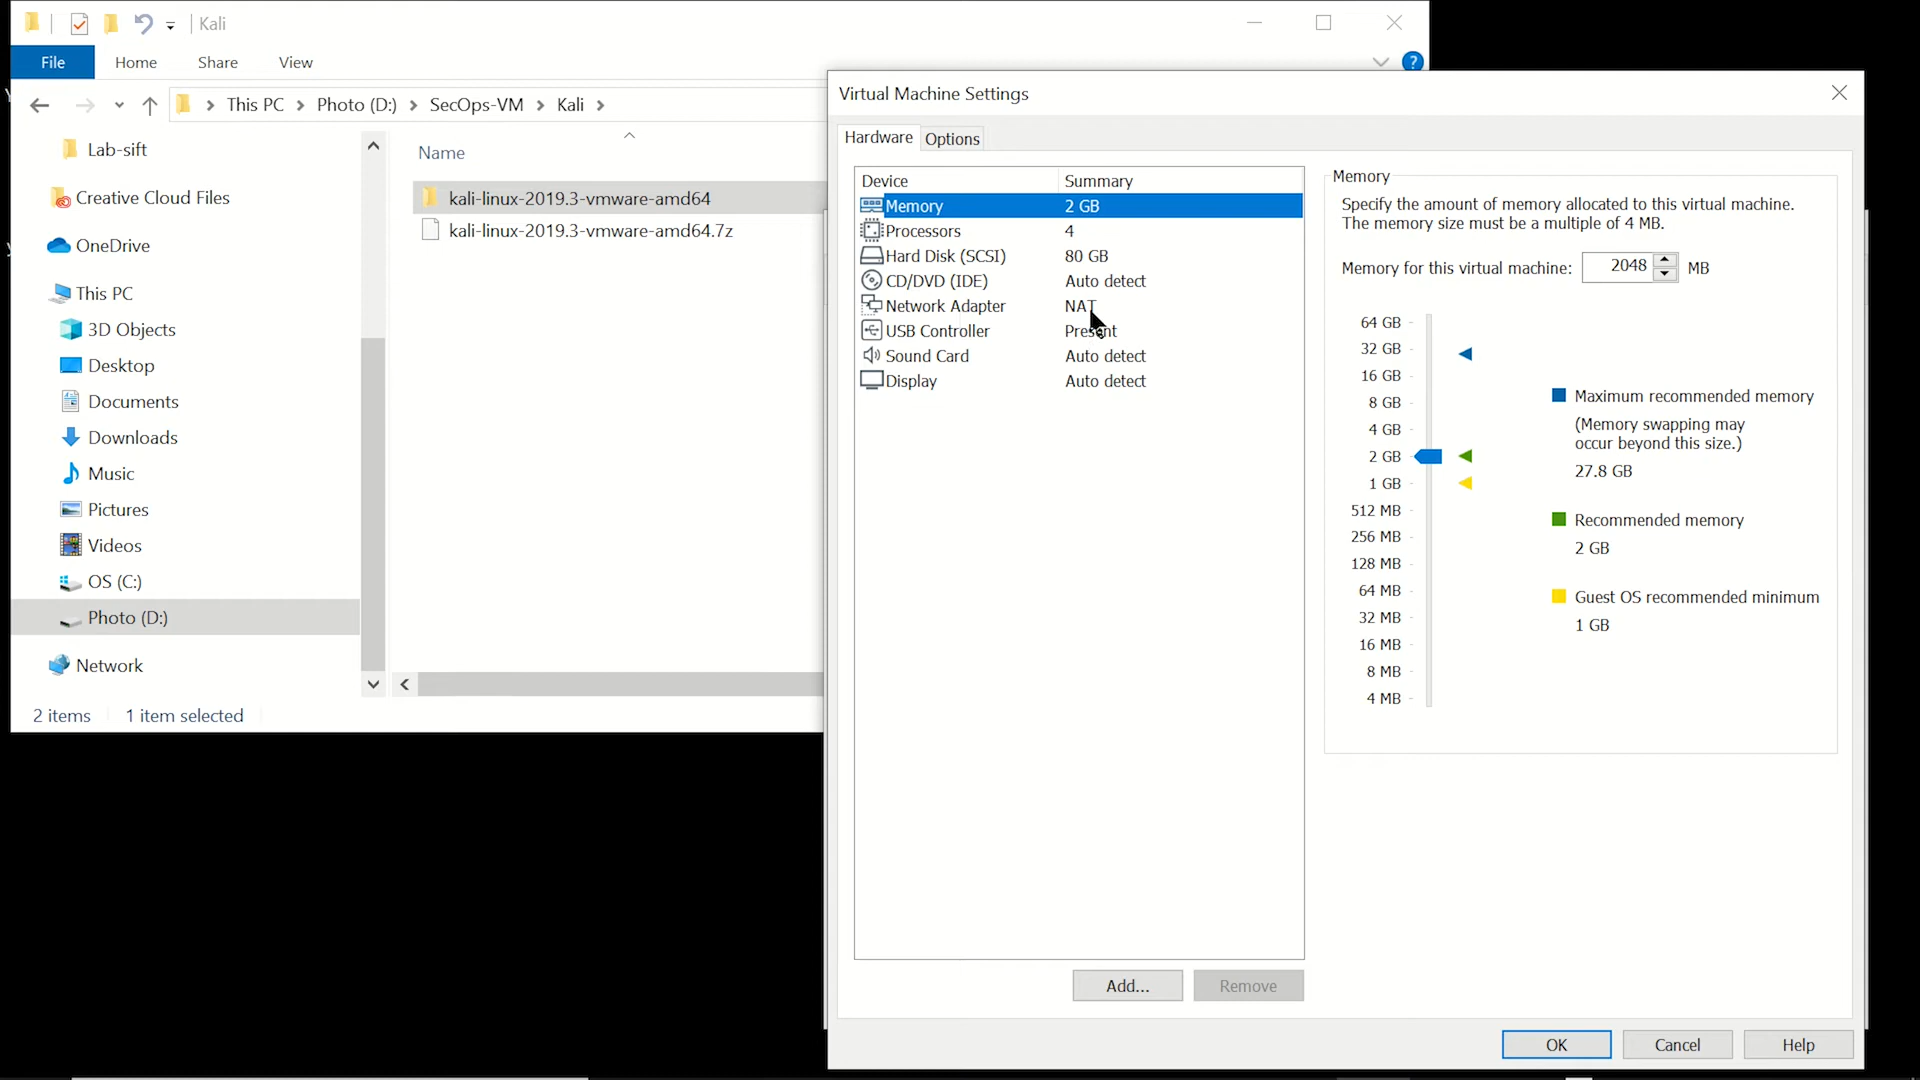 Kali
File
Home
Share
View
?
This PC
Photo (D:)
SecOps-VM
Kali
Lab-sift
Creative Cloud Files
OneDrive
This PC
3D Objects
Desktop
Documents
Downloads
Music
Pictures
Videos
OS (C:)
Photo (D:)
Network
Name
kali-linux-2019.3-vmware-amd64
kali-linux-2019.3-vmware-amd64.7z
2 items
1 item selected
Virtual Machine Settings
Hardware
Options
Device Summary
Memory 2 GB
Processors 4
Hard Disk (SCSI) 80 GB
CD/DVD (IDE) Auto detect
Network Adapter NAT
USB Controller Present
Sound Card Auto detect
Display Auto detect
Add...
Remove
Memory
Specify the amount of memory allocated to this virtual machine.
The memory size must be a multiple of 4 MB.
Memory for this virtual machine: 2048 MB
64 GB
32 GB
16 GB
8 GB
4 GB
2 GB
1 GB
512 MB
256 MB
128 MB
64 MB
32 MB
16 MB
8 MB
4 MB
Maximum recommended memory
(Memory swapping may
occur beyond this size.)
27.8 GB
Recommended memory
2 GB
Guest OS recommended minimum
1 GB
OK
Cancel
Help